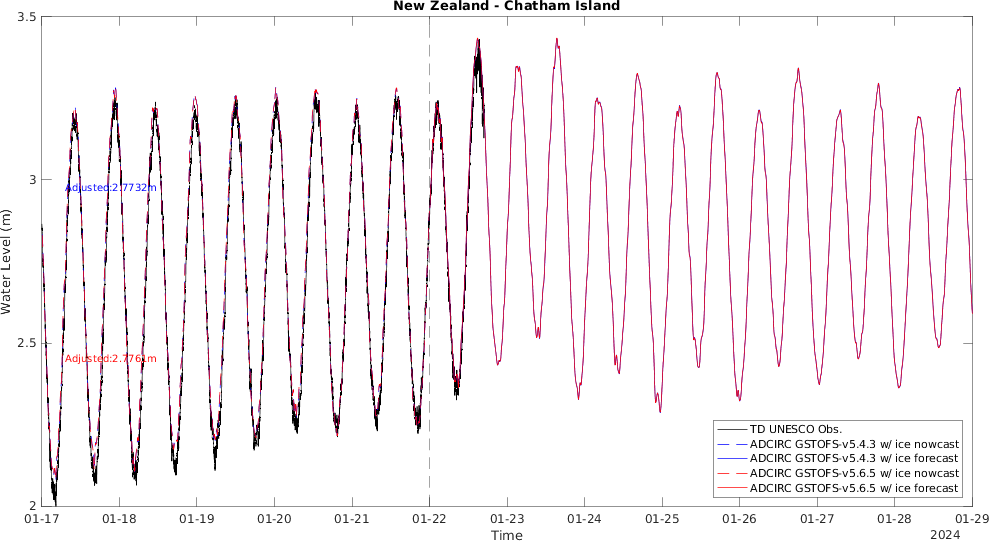 New Zealand - Chatham Island
3.5
3
2.5
2
Water Level (m)
Adjusted:2.7732m
Adjusted:2.7761m
TD UNESCO Obs.
ADCIRC GSTOFS-v5.4.3 w/ ice nowcast
ADCIRC GSTOFS-v5.4.3 w/ ice forecast
ADCIRC GSTOFS-v5.6.5 w/ ice nowcast
ADCIRC GSTOFS-v5.6.5 w/ ice forecast
01-17 01-18 01-19 01-20 01-21 01-22 01-23 01-24 01-25 01-26 01-27 01-28 01-29
Time
2024